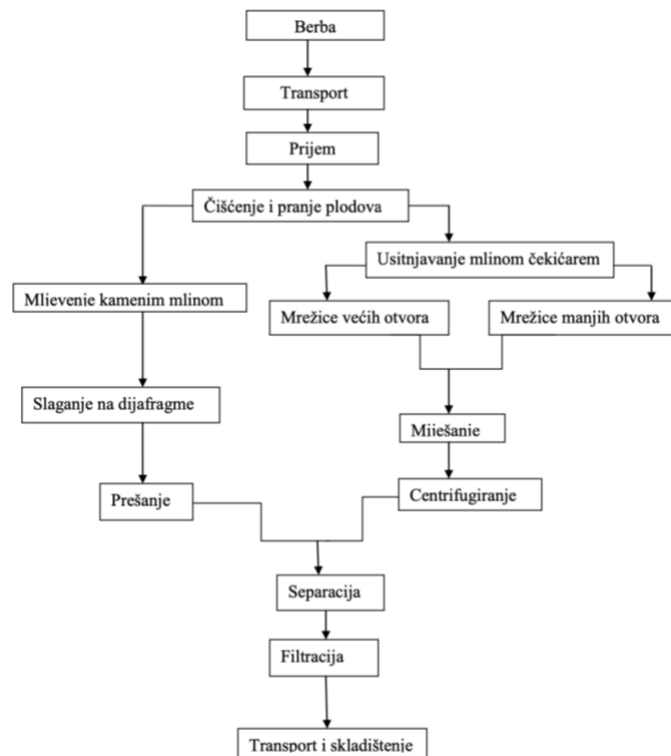 Berba
Transport
Prijem
Čišćenje i pranje plodova
Usitnjavanje mlinom čekićarem
Mlievenie kamenim mlinom
Mrežice većih otvora
Mrežice manjih otvora
Slaganje na dijafragme
Miiešanie
Prešanje
Centrifugiranje
Separacija
Filtracija
Transport i skladištenje